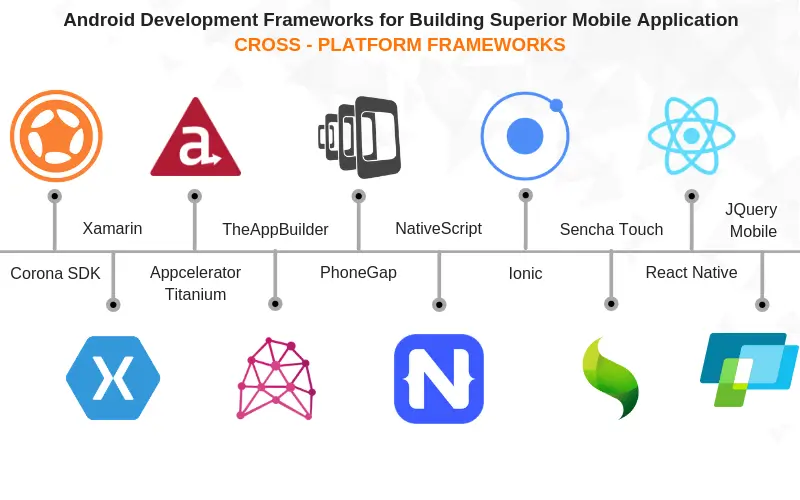 Android Development Frameworks for Building Superior Mobile Application
CROSS - PLATFORM FRAMEWORKS
a
JQuery
Mobile
Xamarin
TheAppBuilder
NativeScript
Sencha Touch
Corona SDK
Appcelerator
Titanium
PhoneGap
Ionic
React Native
X
N